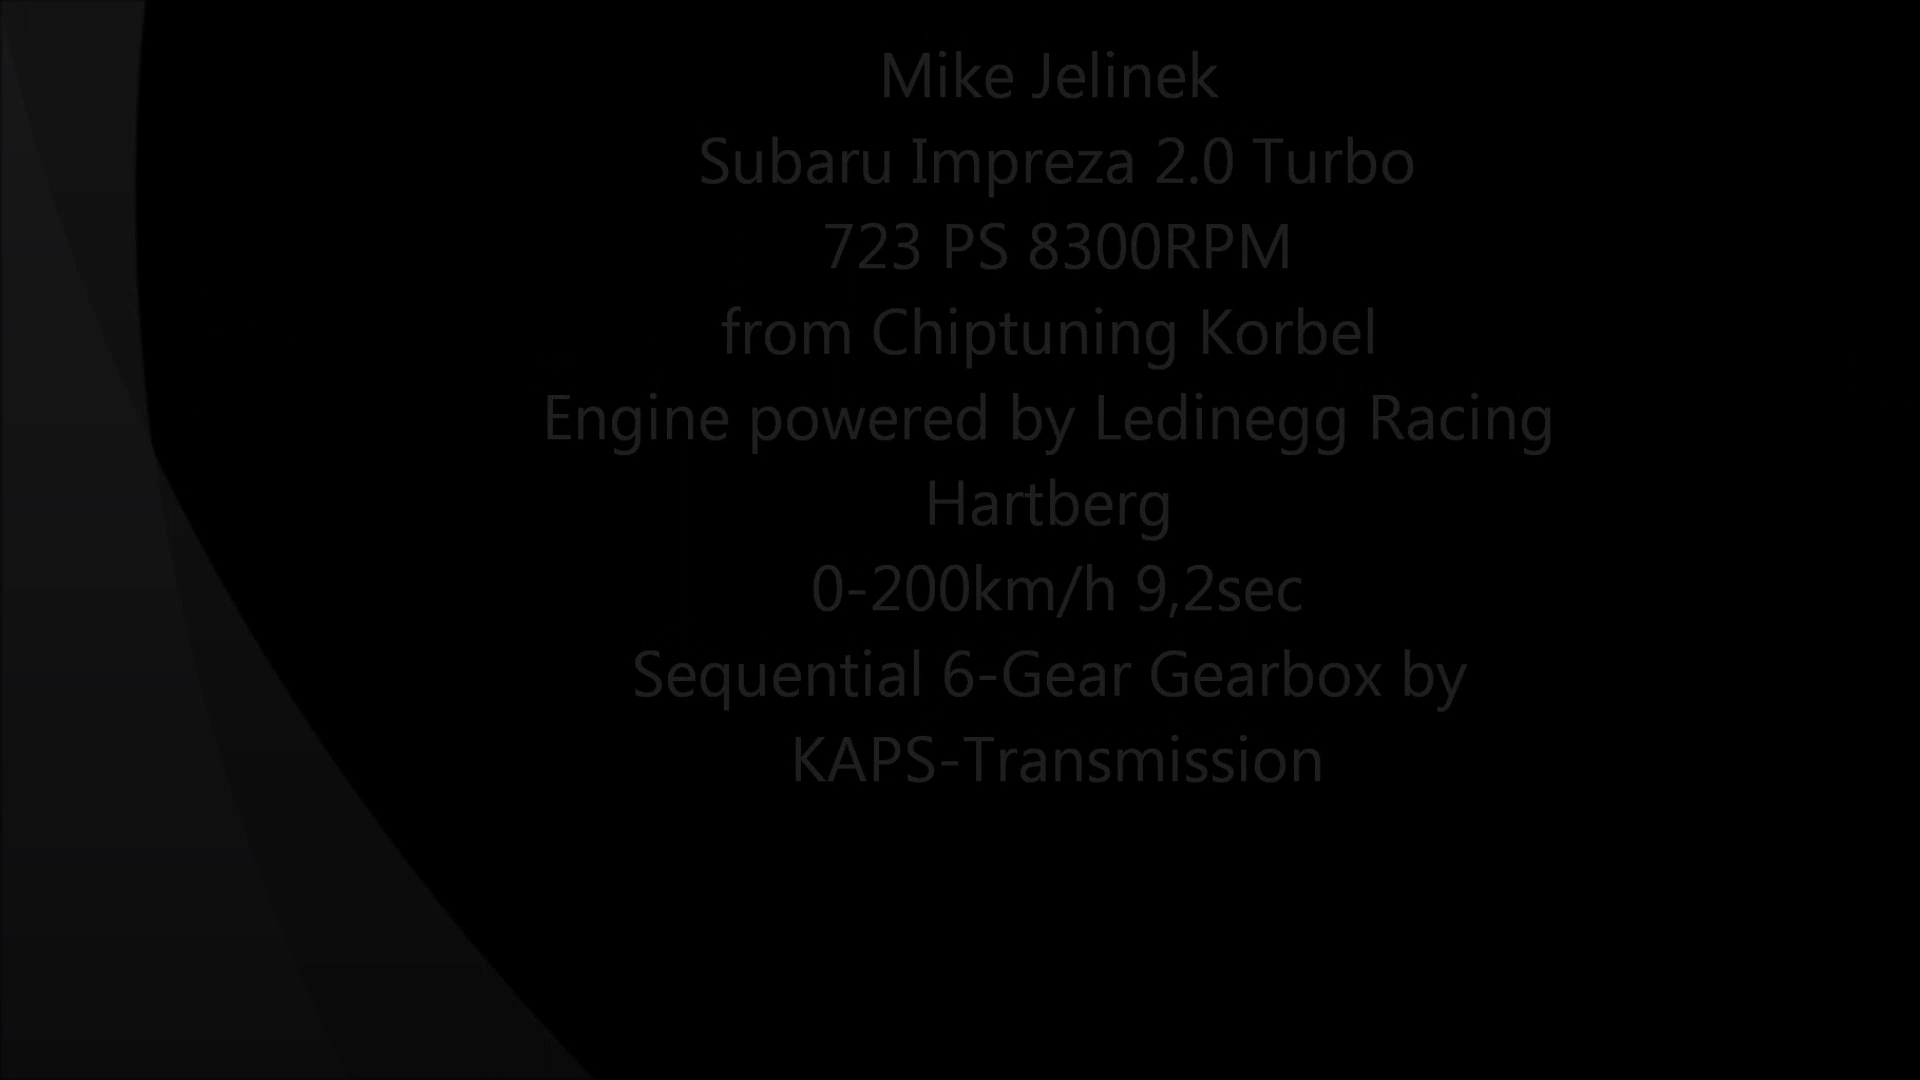 Mike Jelinek
Subaru Impreza 2.0 Turbo
723 PS 8300RPM
from Chiptuning Korbel
Engine powered by Ledinegg Racing
Hartberg
0-200km/h 9,2sec
Sequential 6-Gear Gearbox by
KAPS-Transmission